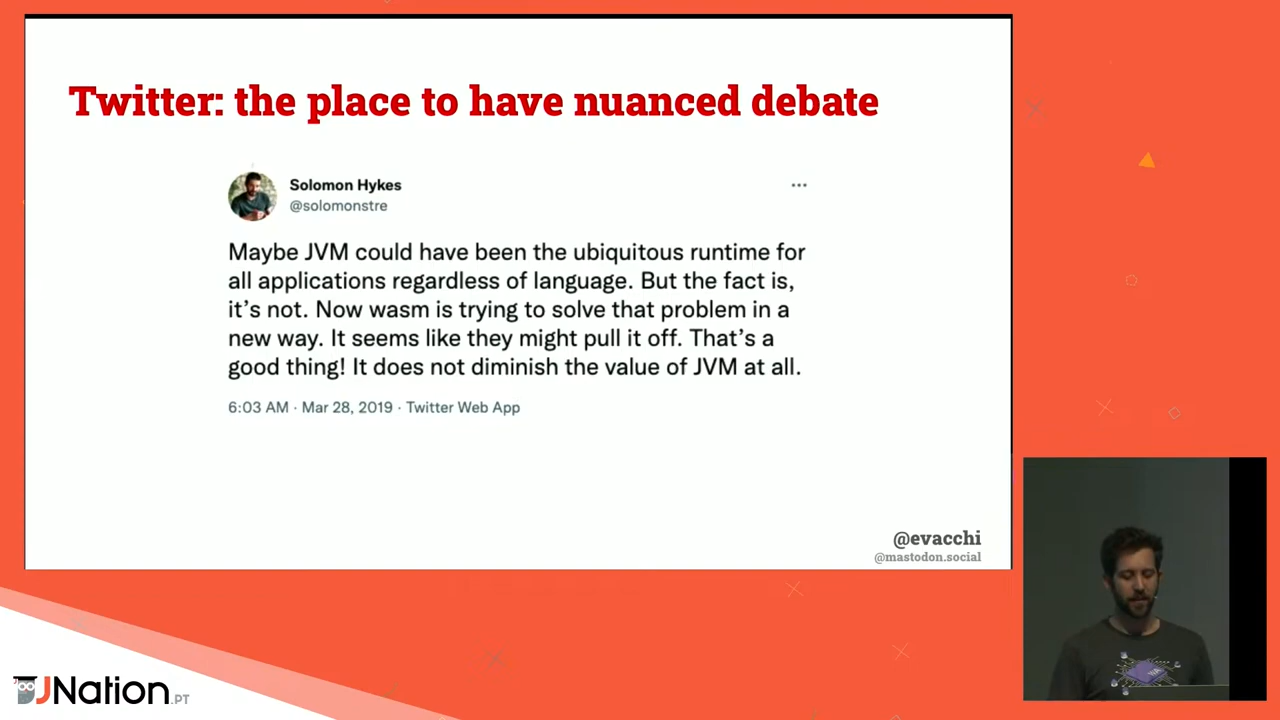 Twitter: the place to have nuanced debate
Solomon Hykes
@solomonstre
Maybe JVM could have been the ubiquitous runtime for
all applications regardless of language. But the fact is,
it's not. Now wasm is trying to solve that problem in a
new way. It seems like they might pull it off. That's a
good thing! It does not diminish the value of JVM at all.
6:03 AM · Mar 28, 2019 · Twitter Web App
@evacchi
@mastodon.social
JNation.PT